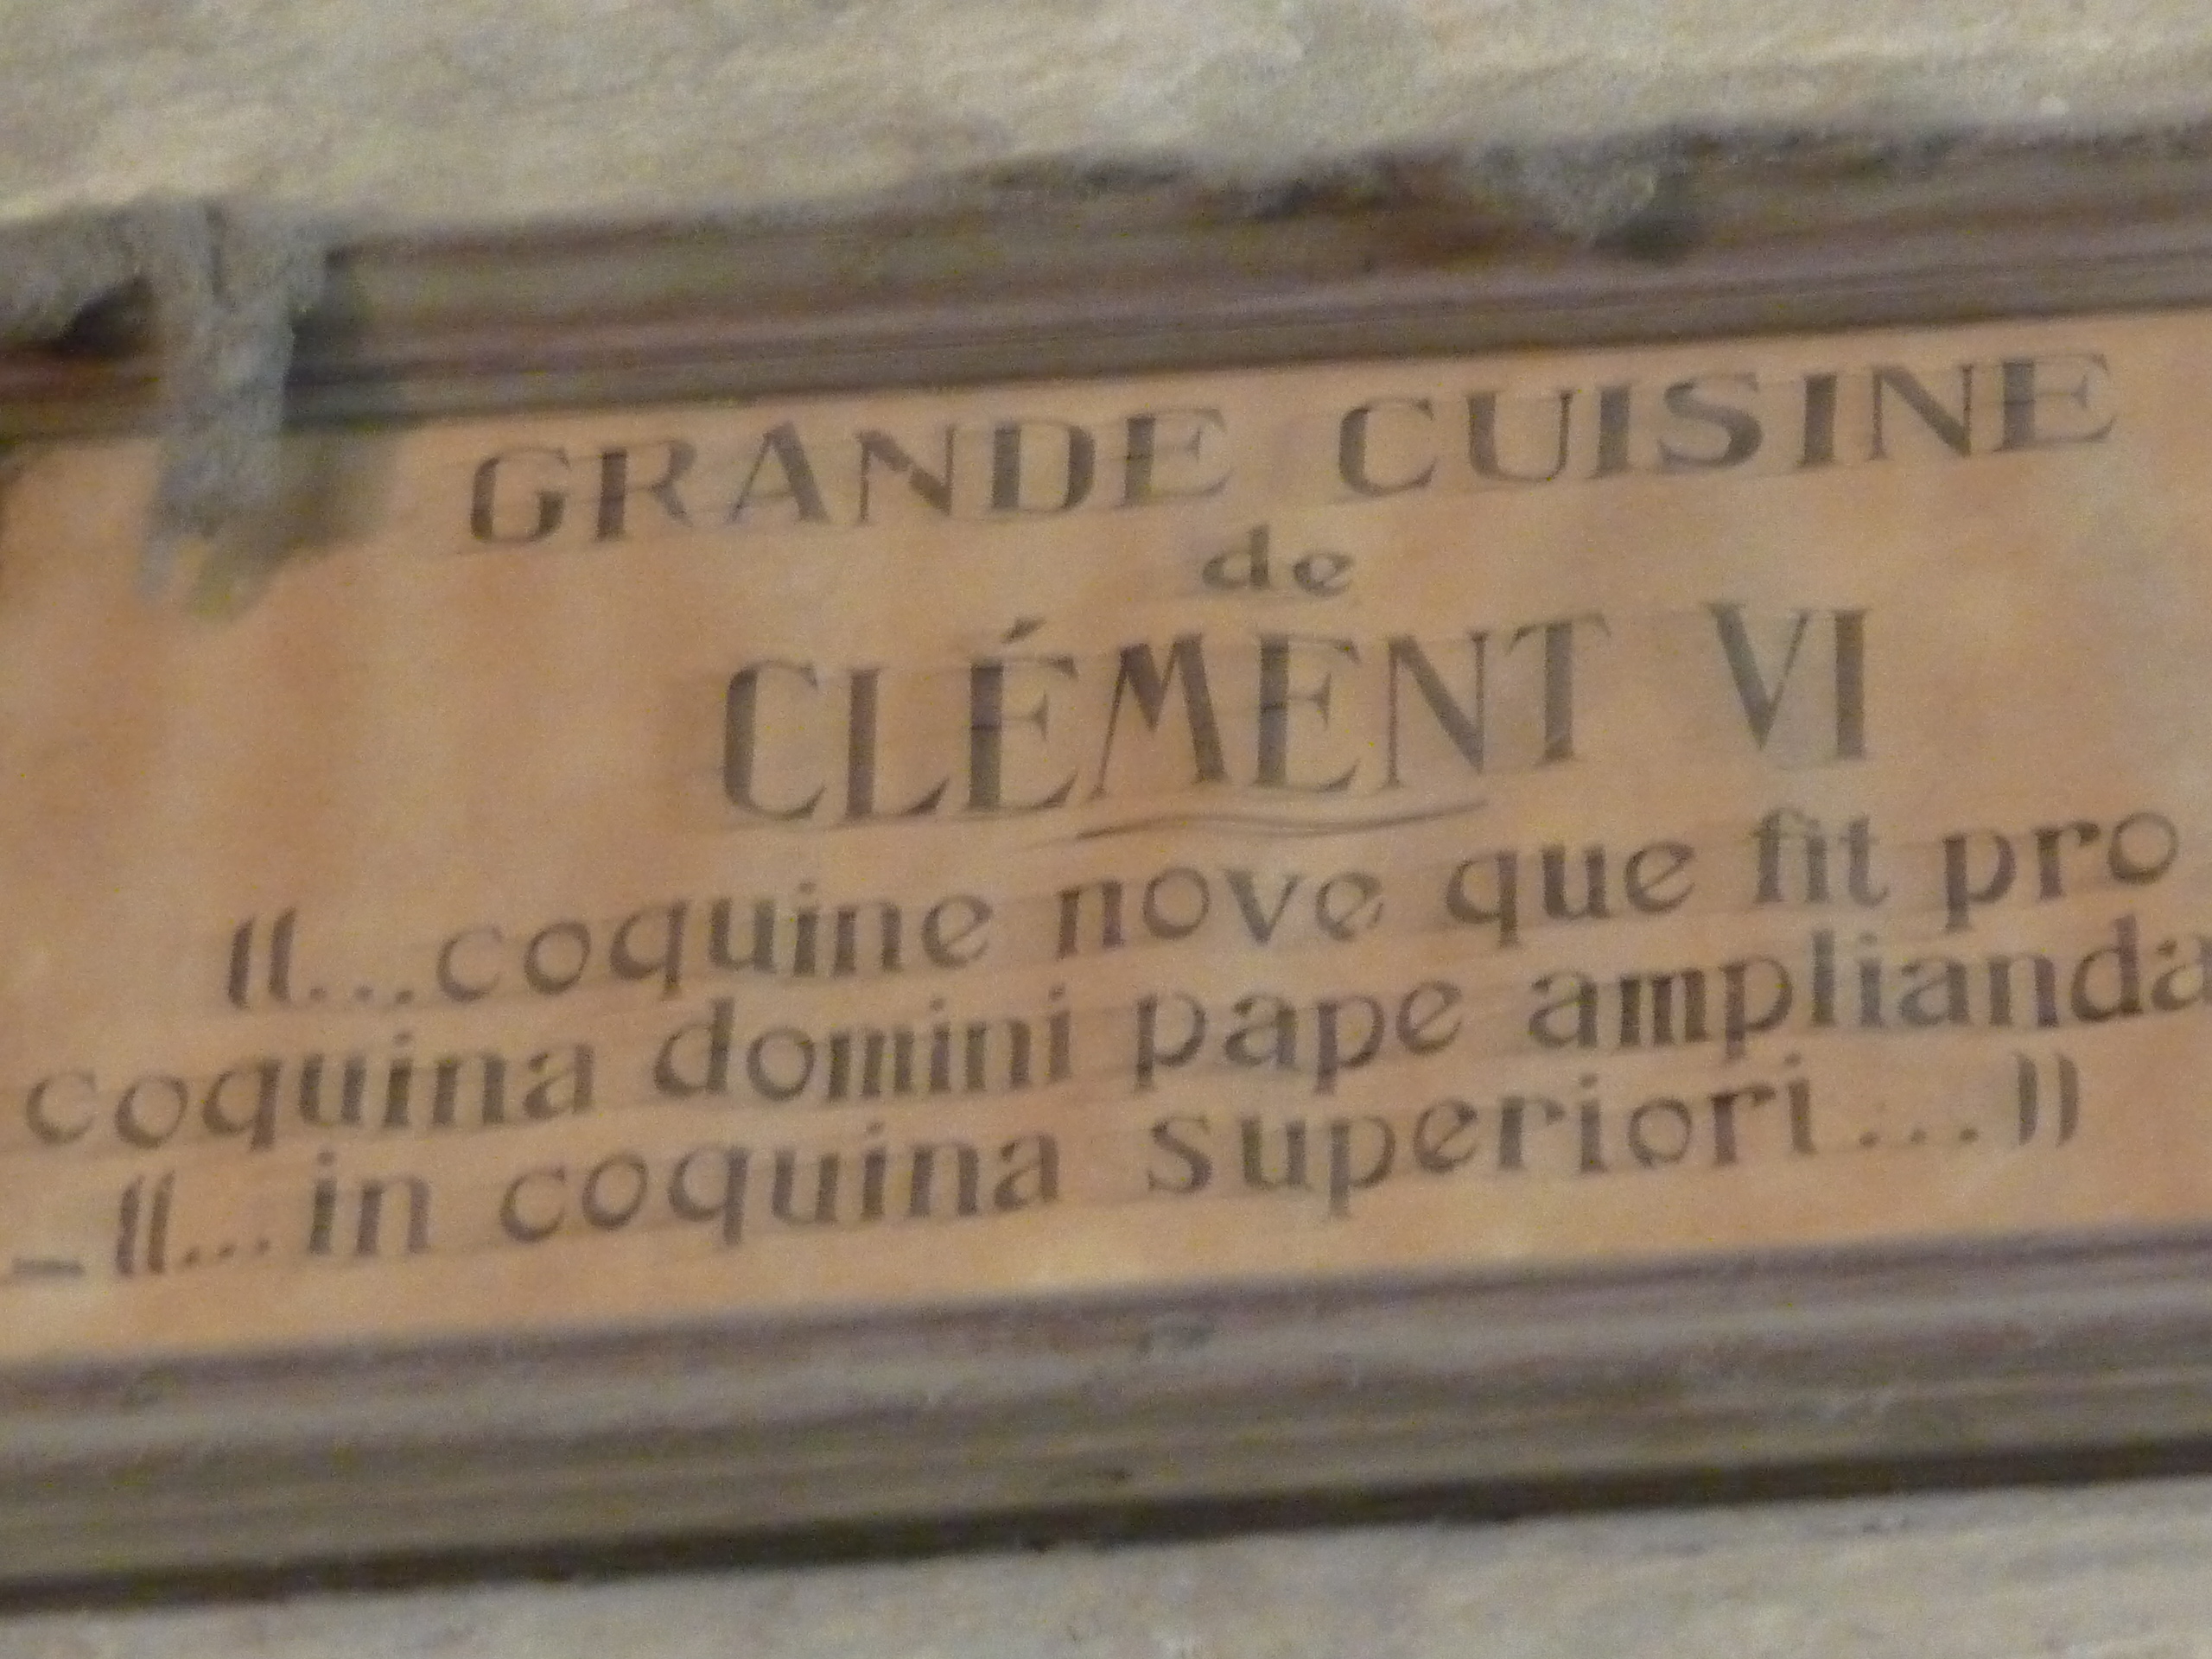 GRANDE CUISINE
de
CLÉMENT VI
((...coquine nove que fit pro
coquina domini pape amplianda
_ ((...in coquina superiori...))